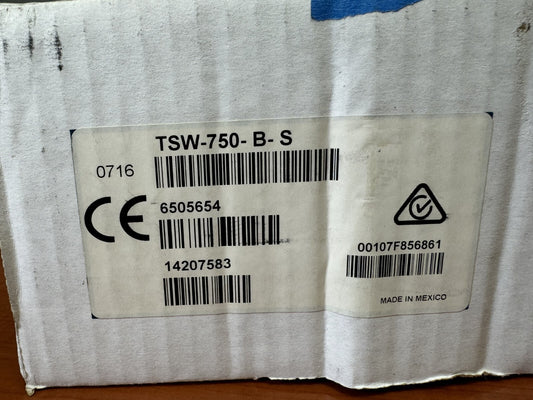 TSW-750- B- S
0716
CE
6505654
14207583
00107F856861
MADE IN MEXICO